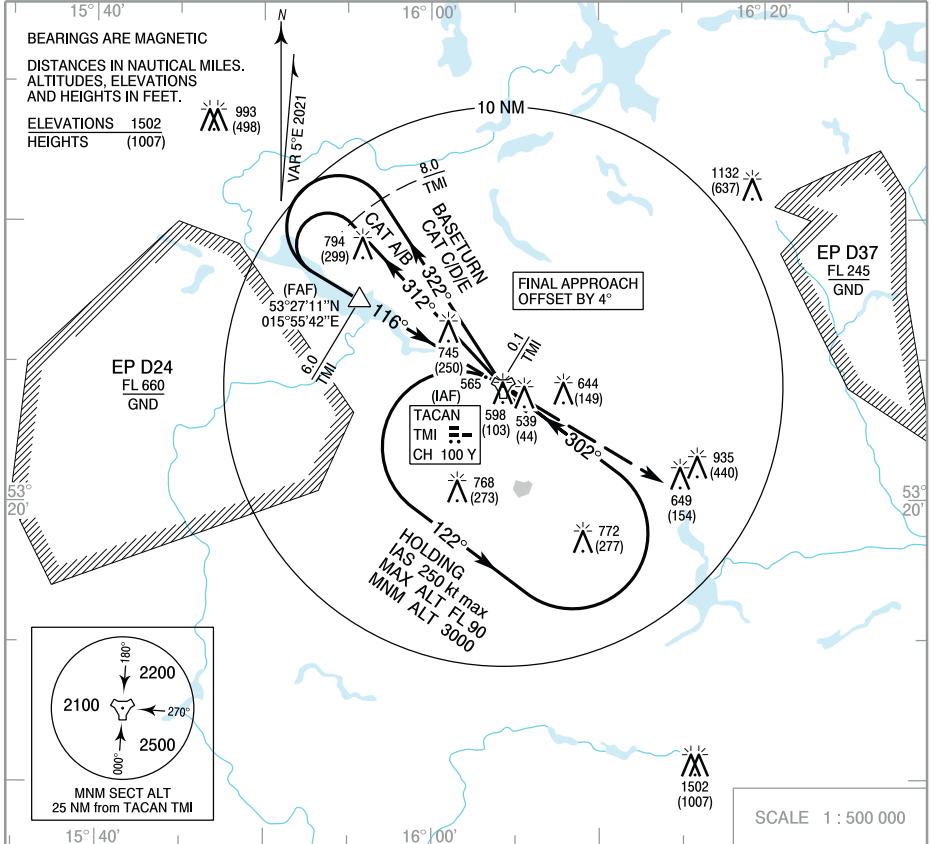 15°40'
16°00'
16°20'
BEARINGS ARE MAGNETIC
DISTANCES IN NAUTICAL MILES.
ALTITUDES, ELEVATIONS
AND HEIGHTS IN FEET.
ELEVATIONS 1502
HEIGHTS (1007)
993
(498)
N
VAR 5°E 2021
10 NM
8.0
TMI
1132
(637)
BASETURN
CAT C/D/E
CAT A/B
322°
312°
794
(299)
EP D37
FL 245
GND
FINAL APPROACH
OFFSET BY 4°
(FAF)
53°27'11"N
015°55'42"E
116°
6.0
TMI
745
(250)
0.1
TMI
EP D24
FL 660
GND
565
(IAF)
598
(103)
539
(44)
644
(149)
TACAN
TMI
CH 100 Y
302°
935
(440)
649
(154)
768
(273)
53°
20'
53°
20'
772
(277)
122°
HOLDING
IAS 250 kt max
MAX ALT FL 90
MNM ALT 3000
180°
2200
2100
270°
2500
000°
MNM SECT ALT
25 NM from TACAN TMI
1502
(1007)
SCALE 1 : 500 000
15°40'
16°00'